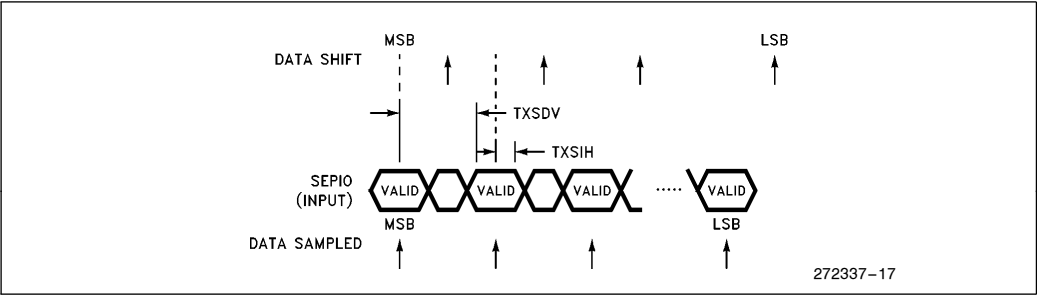 MSB LSB
DATA SHIFT
TXSDV
TXSIH
SEPIO
(INPUT)
VALID VALID VALID ..... VALID
MSB LSB
DATA SAMPLED
272337-17